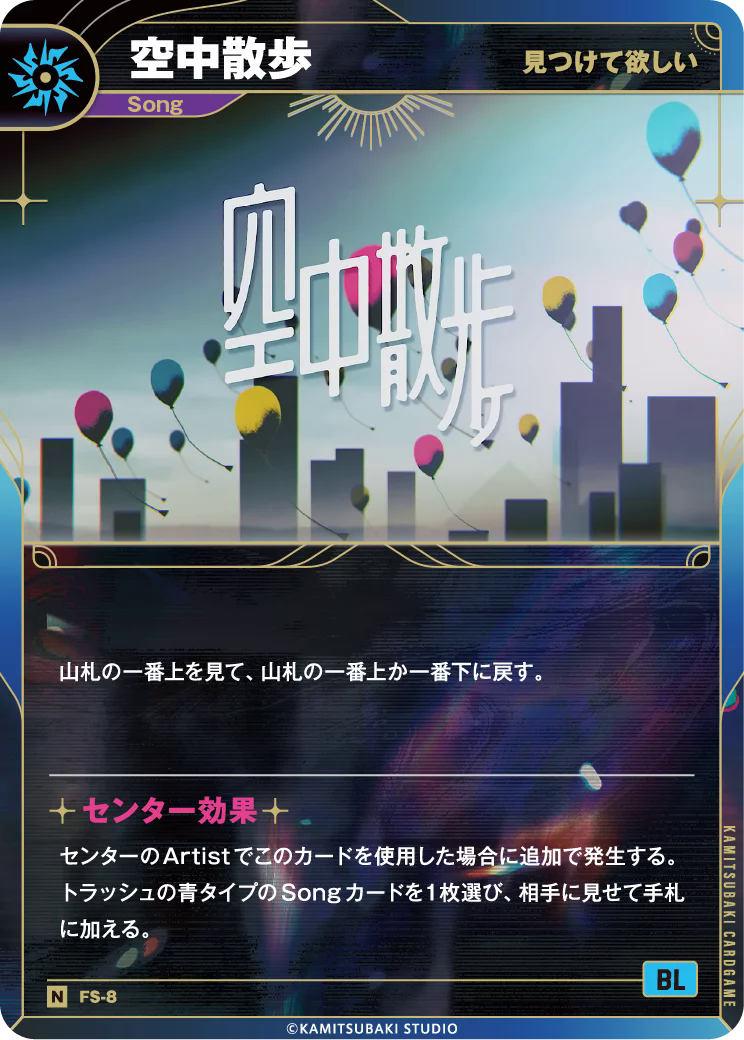 空中散歩
見つけて欲しい
Song
空中散歩
山札の一番上を見て、山札の一番上か一番下に戻す。
センター効果
センターのArtistでこのカードを使用した場合に追加で発生する。
トラッシュの青タイプのSongカードを1枚選び、相手に見せて手札
に加える。
KAMITSUBAKI CARDGAME
BL
N FS-8
©KAMITSUBAKI STUDIO